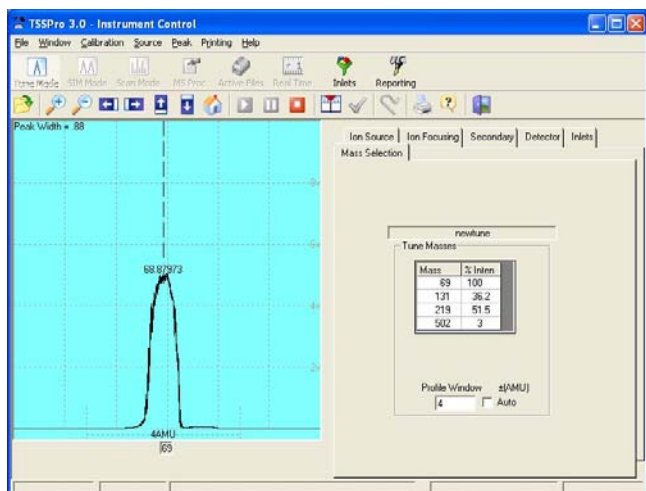 TSSPro 3.0 - Instrument Control
File Window Calibration Source Peak Printing Help
Tune Mode SIM Mode Scan Mode MS Proc Active Files Real Time Inlets Reporting
Peak Width = .88
68.87973
4AMU
69
Ion Source Ion Focusing Secondary Detector Inlets
Mass Selection
newtune
Tune Masses
Mass % Inten
69 100
131 36.2
219 51.5
502 3
Profile Window ±(AMU)
4 Auto